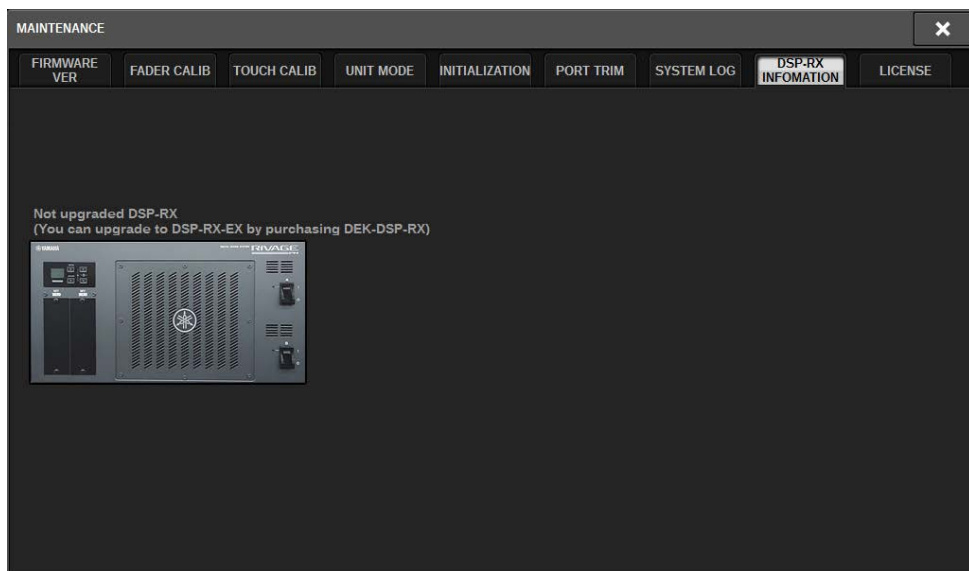 MAINTENANCE
FIRMWARE
VER
FADER CALIB
TOUCH CALIB
UNIT MODE
INITIALIZATION
PORT TRIM
SYSTEM LOG
DSP-RX
INFOMATION
LICENSE
Not upgraded DSP-RX
(You can upgrade to DSP-RX-EX by purchasing DEK-DSP-RX)
YAMAHA
RIVAGE